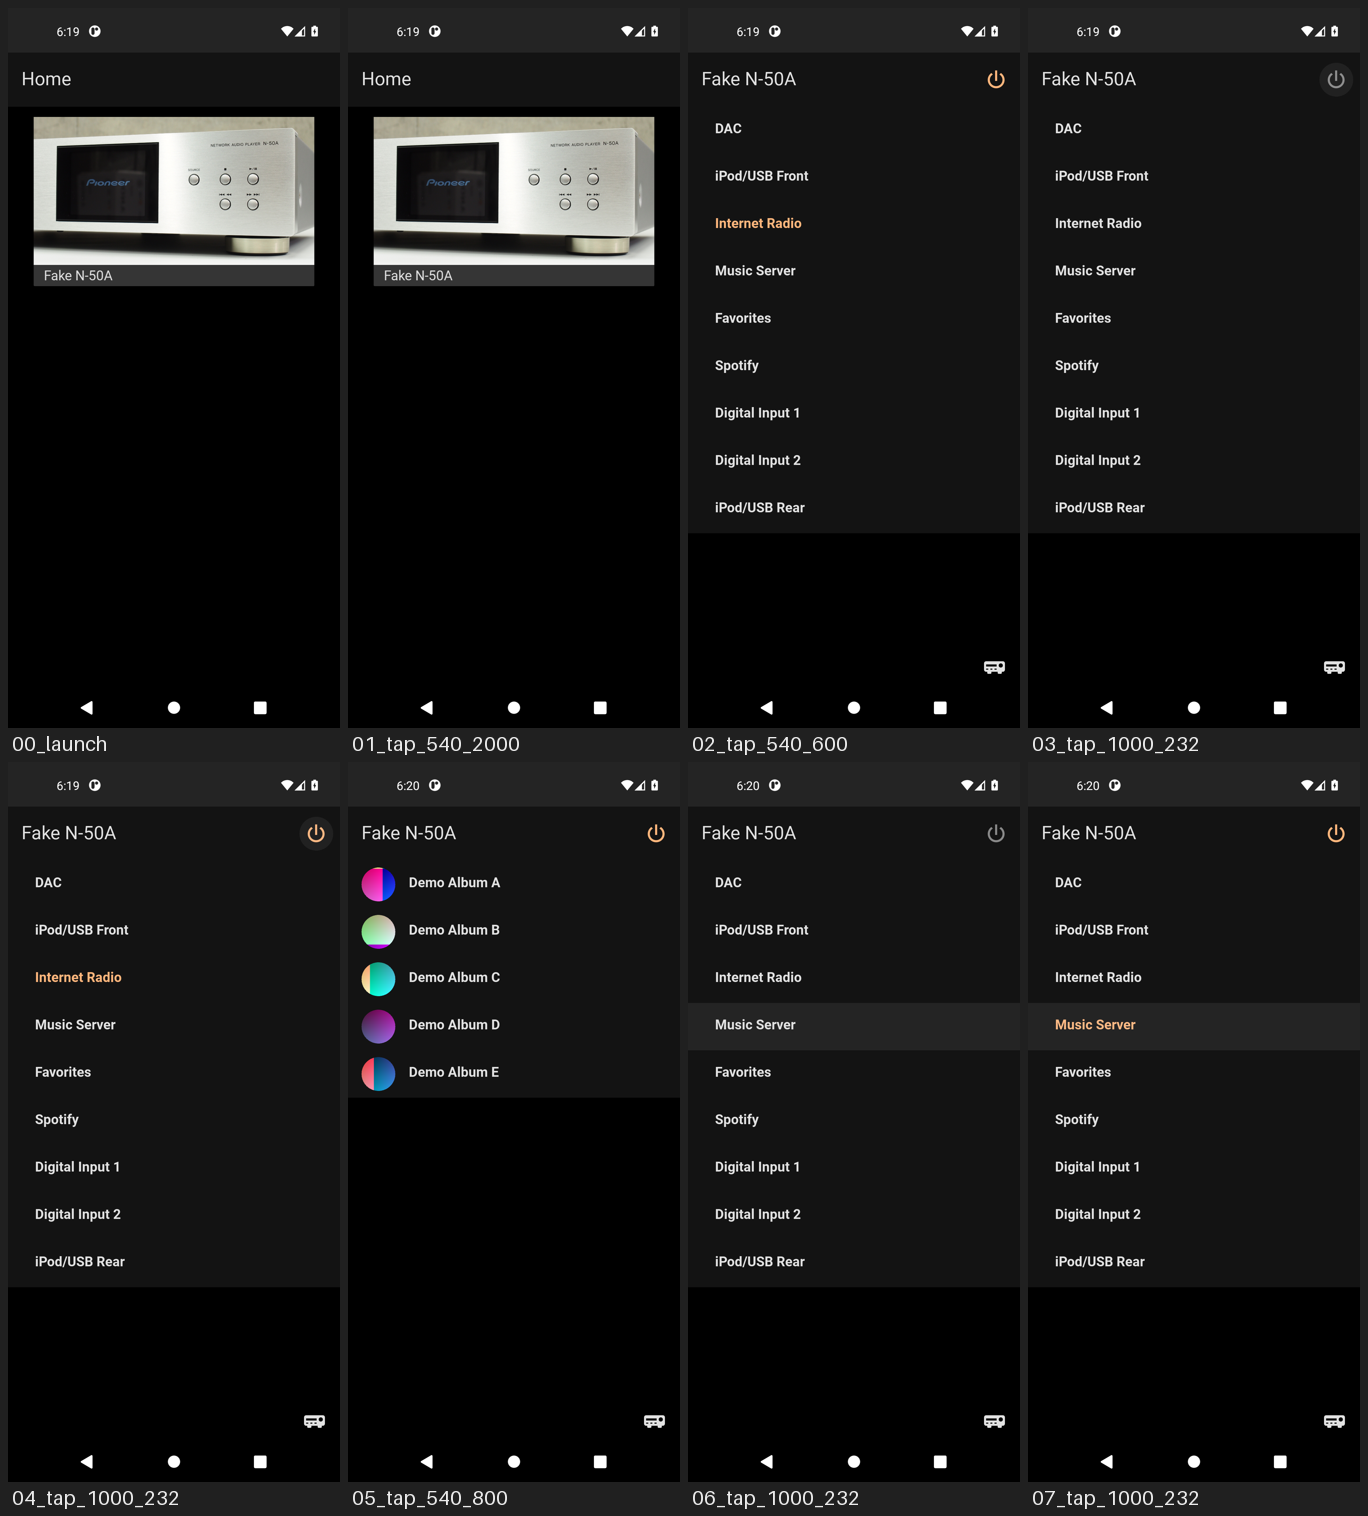 6:19
Home
NETWORK AUDIO PLAYER N-50A
Pioneer
SOURCE
Fake N-50A
00_launch
6:19
Home
NETWORK AUDIO PLAYER N-50A
Pioneer
SOURCE
Fake N-50A
01_tap_540_2000
6:19
Fake N-50A
DAC
iPod/USB Front
Internet Radio
Music Server
Favorites
Spotify
Digital Input 1
Digital Input 2
iPod/USB Rear
02_tap_540_600
6:19
Fake N-50A
DAC
iPod/USB Front
Internet Radio
Music Server
Favorites
Spotify
Digital Input 1
Digital Input 2
iPod/USB Rear
03_tap_1000_232
6:19
Fake N-50A
DAC
iPod/USB Front
Internet Radio
Music Server
Favorites
Spotify
Digital Input 1
Digital Input 2
iPod/USB Rear
04_tap_1000_232
6:20
Fake N-50A
Demo Album A
Demo Album B
Demo Album C
Demo Album D
Demo Album E
05_tap_540_800
6:20
Fake N-50A
DAC
iPod/USB Front
Internet Radio
Music Server
Favorites
Spotify
Digital Input 1
Digital Input 2
iPod/USB Rear
06_tap_1000_232
6:20
Fake N-50A
DAC
iPod/USB Front
Internet Radio
Music Server
Favorites
Spotify
Digital Input 1
Digital Input 2
iPod/USB Rear
07_tap_1000_232